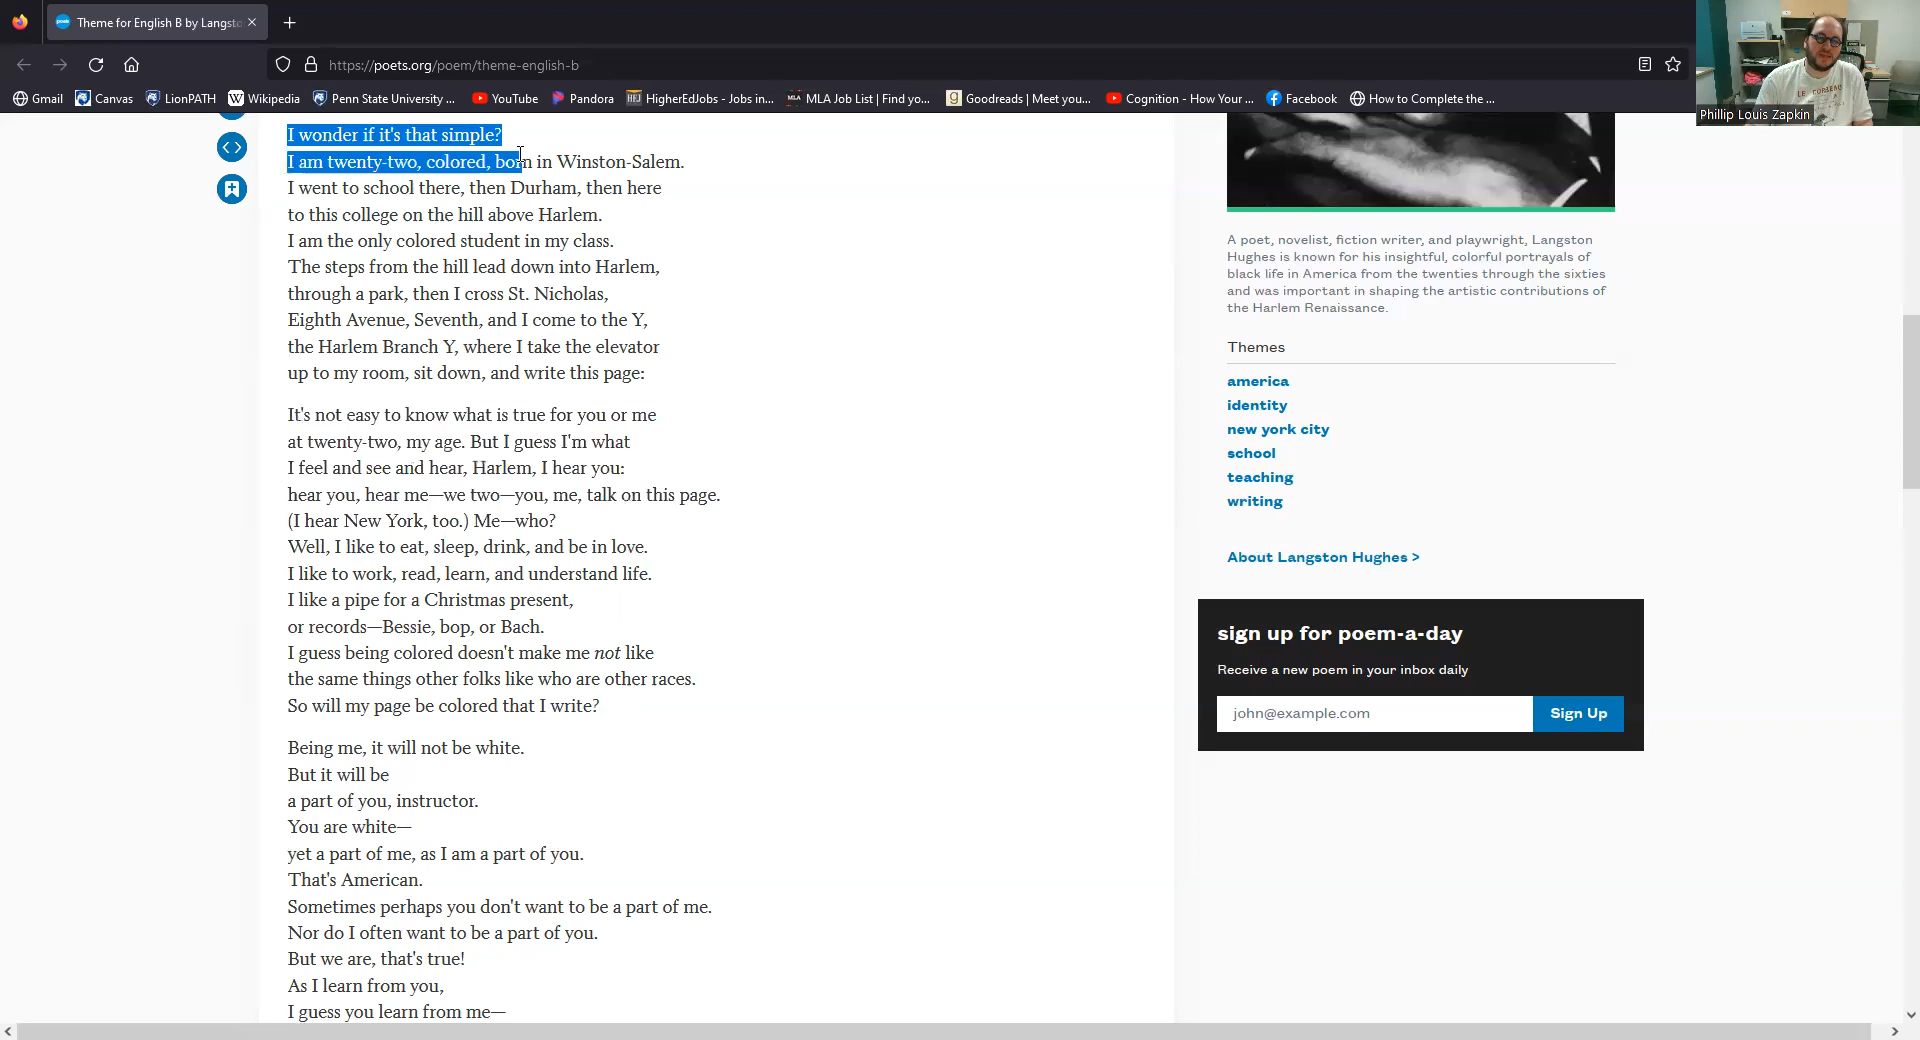 Theme for English B by Langst
https://poets.org/poem/theme-english-b
Gmail
Canvas
LionPATH
Wikipedia
Penn State University ...
YouTube
Pandora
HigherEdJobs - Jobs in...
MLA Job List | Find yo...
Goodreads | Meet you...
Cognition - How Your ...
Facebook
How to Complete the ...
Phillip Louis Zapkin
I wonder if it's that simple?
I am twenty-two, colored, born in Winston-Salem.
I went to school there, then Durham, then here
to this college on the hill above Harlem.
I am the only colored student in my class.
The steps from the hill lead down into Harlem,
through a park, then I cross St. Nicholas,
Eighth Avenue, Seventh, and I come to the Y,
the Harlem Branch Y, where I take the elevator
up to my room, sit down, and write this page:
It's not easy to know what is true for you or me
at twenty-two, my age. But I guess I'm what
I feel and see and hear, Harlem, I hear you:
hear you, hear me—we two—you, me, talk on this page.
(I hear New York, too.) Me—who?
Well, I like to eat, sleep, drink, and be in love.
I like to work, read, learn, and understand life.
I like a pipe for a Christmas present,
or records—Bessie, bop, or Bach.
I guess being colored doesn't make me not like
the same things other folks like who are other races.
So will my page be colored that I write?
Being me, it will not be white.
But it will be
a part of you, instructor.
You are white—
yet a part of me, as I am a part of you.
That's American.
Sometimes perhaps you don't want to be a part of me.
Nor do I often want to be a part of you.
But we are, that's true!
As I learn from you,
I guess you learn from me—
A poet, novelist, fiction writer, and playwright, Langston
Hughes is known for his insightful, colorful portrayals of
black life in America from the twenties through the sixties
and was important in shaping the artistic contributions of
the Harlem Renaissance.
Themes
america
identity
new york city
school
teaching
writing
About Langston Hughes >
sign up for poem-a-day
Receive a new poem in your inbox daily
john@example.com
Sign Up